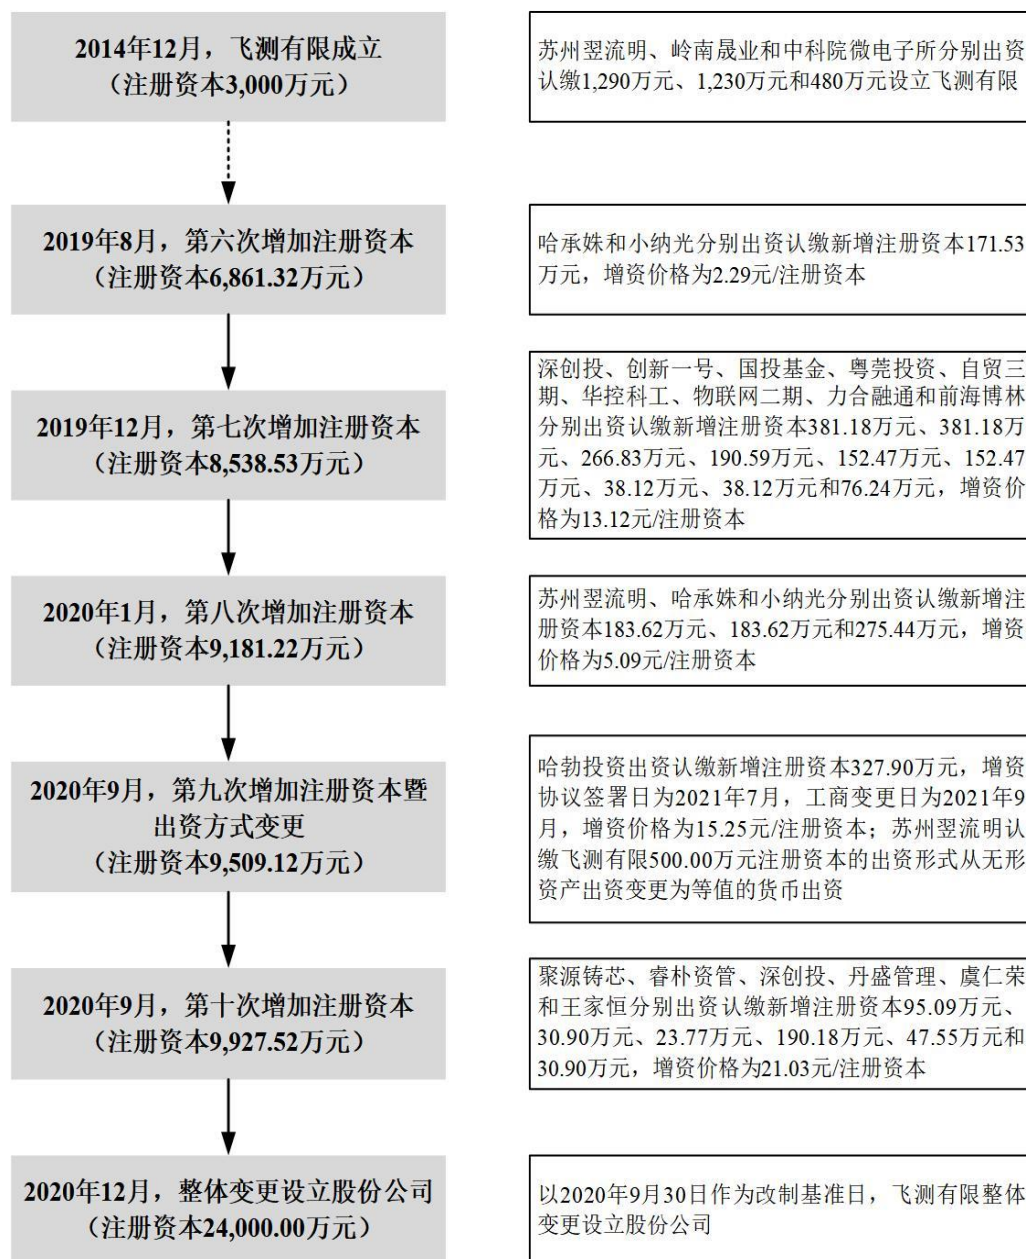 2014年12月，飞测有限成立
（注册资本3,000万元）
苏州翌流明、岭南晟业和中科院微电子所分别出资
认缴1,290万元、1,230万元和480万元设立飞测有限
2019年8月，第六次增加注册资本
（注册资本6,861.32万元）
哈承姝和小纳光分别出资认缴新增注册资本171.53
万元，增资价格为2.29元/注册资本
2019年12月，第七次增加注册资本
（注册资本8,538.53万元）
深创投、创新一号、国投基金、粤莞投资、自贸三
期、华控科工、物联网二期、力合融通和前海博林
分别出资认缴新增注册资本381.18万元、381.18万
元、266.83万元、190.59万元、152.47万元、152.47
万元、38.12万元、38.12万元和76.24万元，增资价
格为13.12元/注册资本
2020年1月，第八次增加注册资本
（注册资本9,181.22万元）
苏州翌流明、哈承姝和小纳光分别出资认缴新增注
册资本183.62万元、183.62万元和275.44万元，增资
价格为5.09元/注册资本
2020年9月，第九次增加注册资本暨
出资方式变更
（注册资本9,509.12万元）
哈勃投资出资认缴新增注册资本327.90万元，增资
协议签署日为2021年7月，工商变更日为2021年9
月，增资价格为15.25元/注册资本；苏州翌流明认
缴飞测有限500.00万元注册资本的出资形式从无形
资产出资变更为等值的货币出资
2020年9月，第十次增加注册资本
（注册资本9,927.52万元）
聚源铸芯、睿朴资管、深创投、丹盛管理、虞仁荣
和王家恒分别出资认缴新增注册资本95.09万元、
30.90万元、23.77万元、190.18万元、47.55万元和
30.90万元，增资价格为21.03元/注册资本
2020年12月，整体变更设立股份公司
（注册资本24,000.00万元）
以2020年9月30日作为改制基准日，飞测有限整体
变更设立股份公司